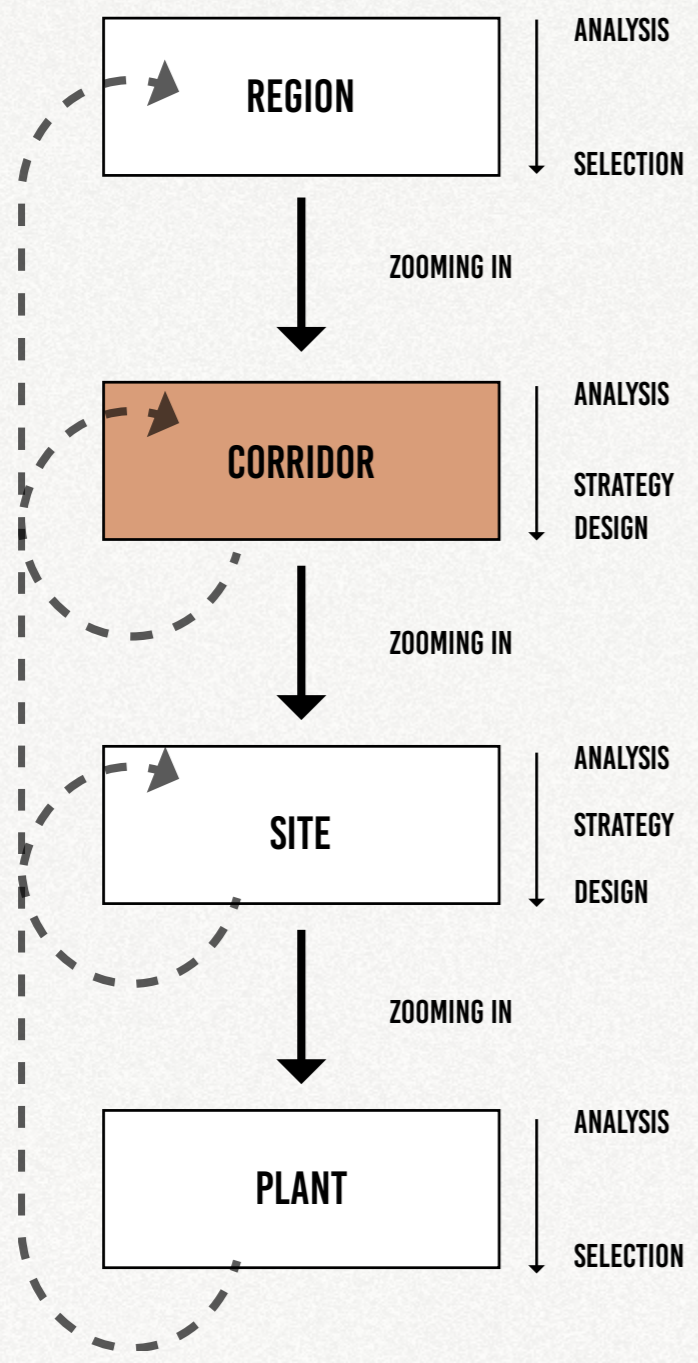 REGION
ANALYSIS
SELECTION
ZOOMING IN
CORRIDOR
ANALYSIS
STRATEGY
DESIGN
ZOOMING IN
SITE
ANALYSIS
STRATEGY
DESIGN
ZOOMING IN
PLANT
ANALYSIS
SELECTION